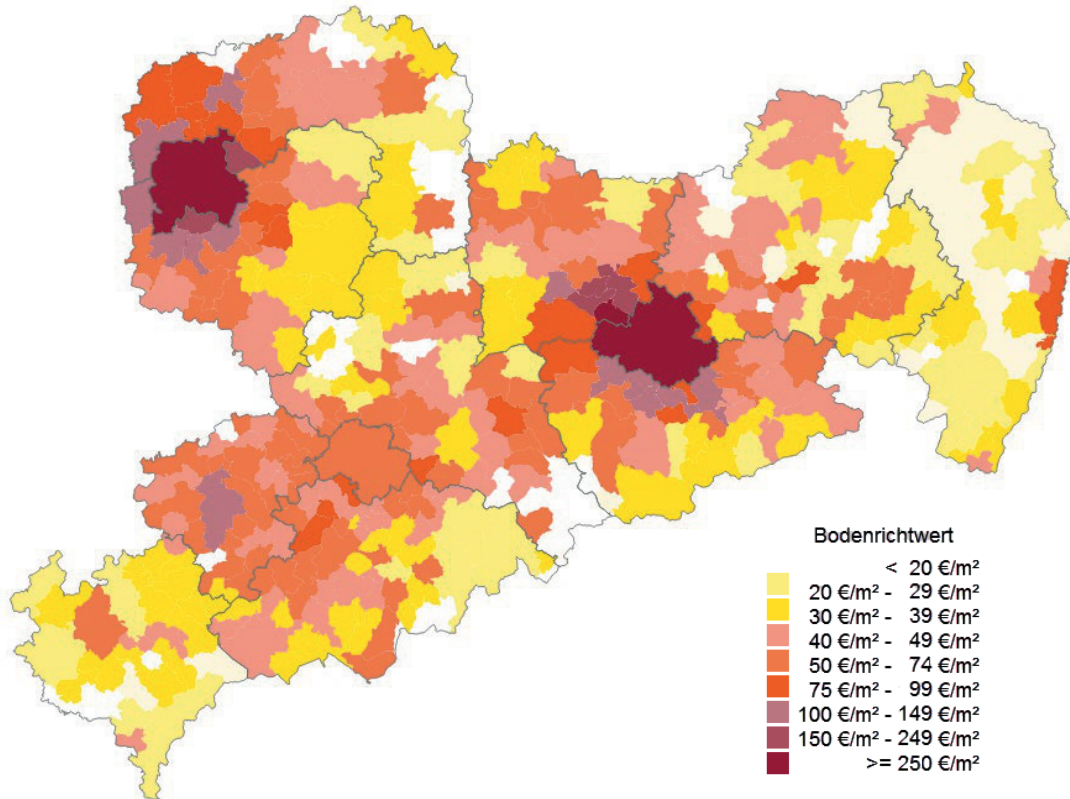 Bodenrichtwert
< 20 €/m²
20 €/m² - 29 €/m²
30 €/m² - 39 €/m²
40 €/m² - 49 €/m²
50 €/m² - 74 €/m²
75 €/m² - 99 €/m²
100 €/m² - 149 €/m²
150 €/m² - 249 €/m²
>= 250 €/m²